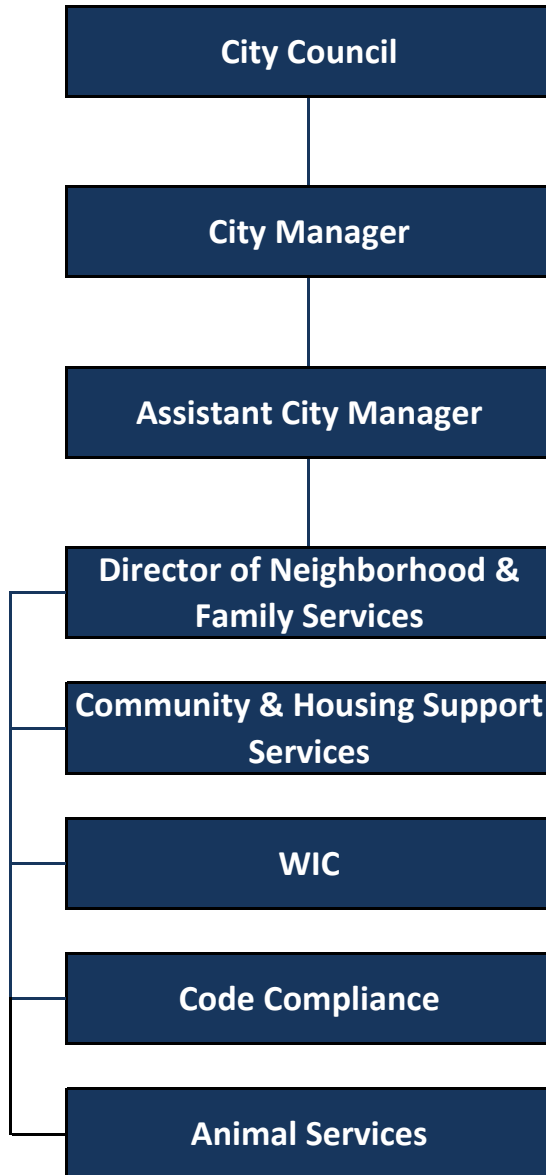 City Council
City Manager
Assistant City Manager
Director of Neighborhood &
Family Services
Community & Housing Support
Services
WIC
Code Compliance
Animal Services